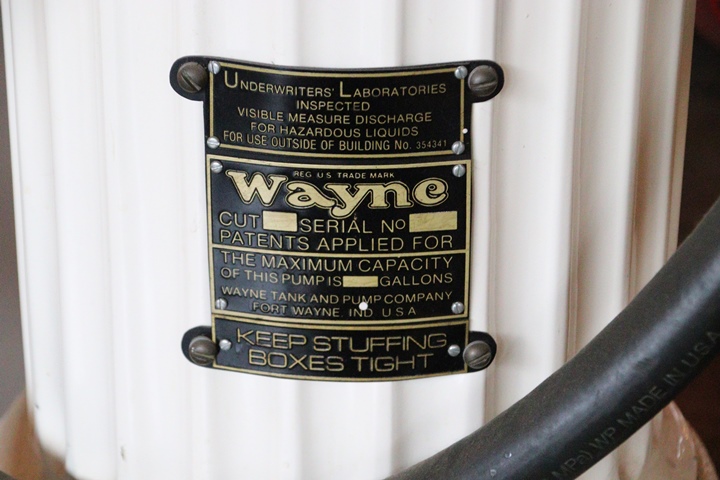 UNDERWRITERS' LABORATORIES
INSPECTED
VISIBLE MEASURE DISCHARGE
FOR HAZARDOUS LIQUIDS
FOR USE OUTSIDE OF BUILDING No. 354341
REG U.S. TRADE MARK
Wayne
CUT SERIAL No
PATENTS APPLIED FOR
THE MAXIMUM CAPACITY
OF THIS PUMP IS GALLONS
WAYNE TANK AND PUMP COMPANY
FORT WAYNE, IND. U S A
KEEP STUFFING
BOXES TIGHT
MPa) WP MADE IN USA